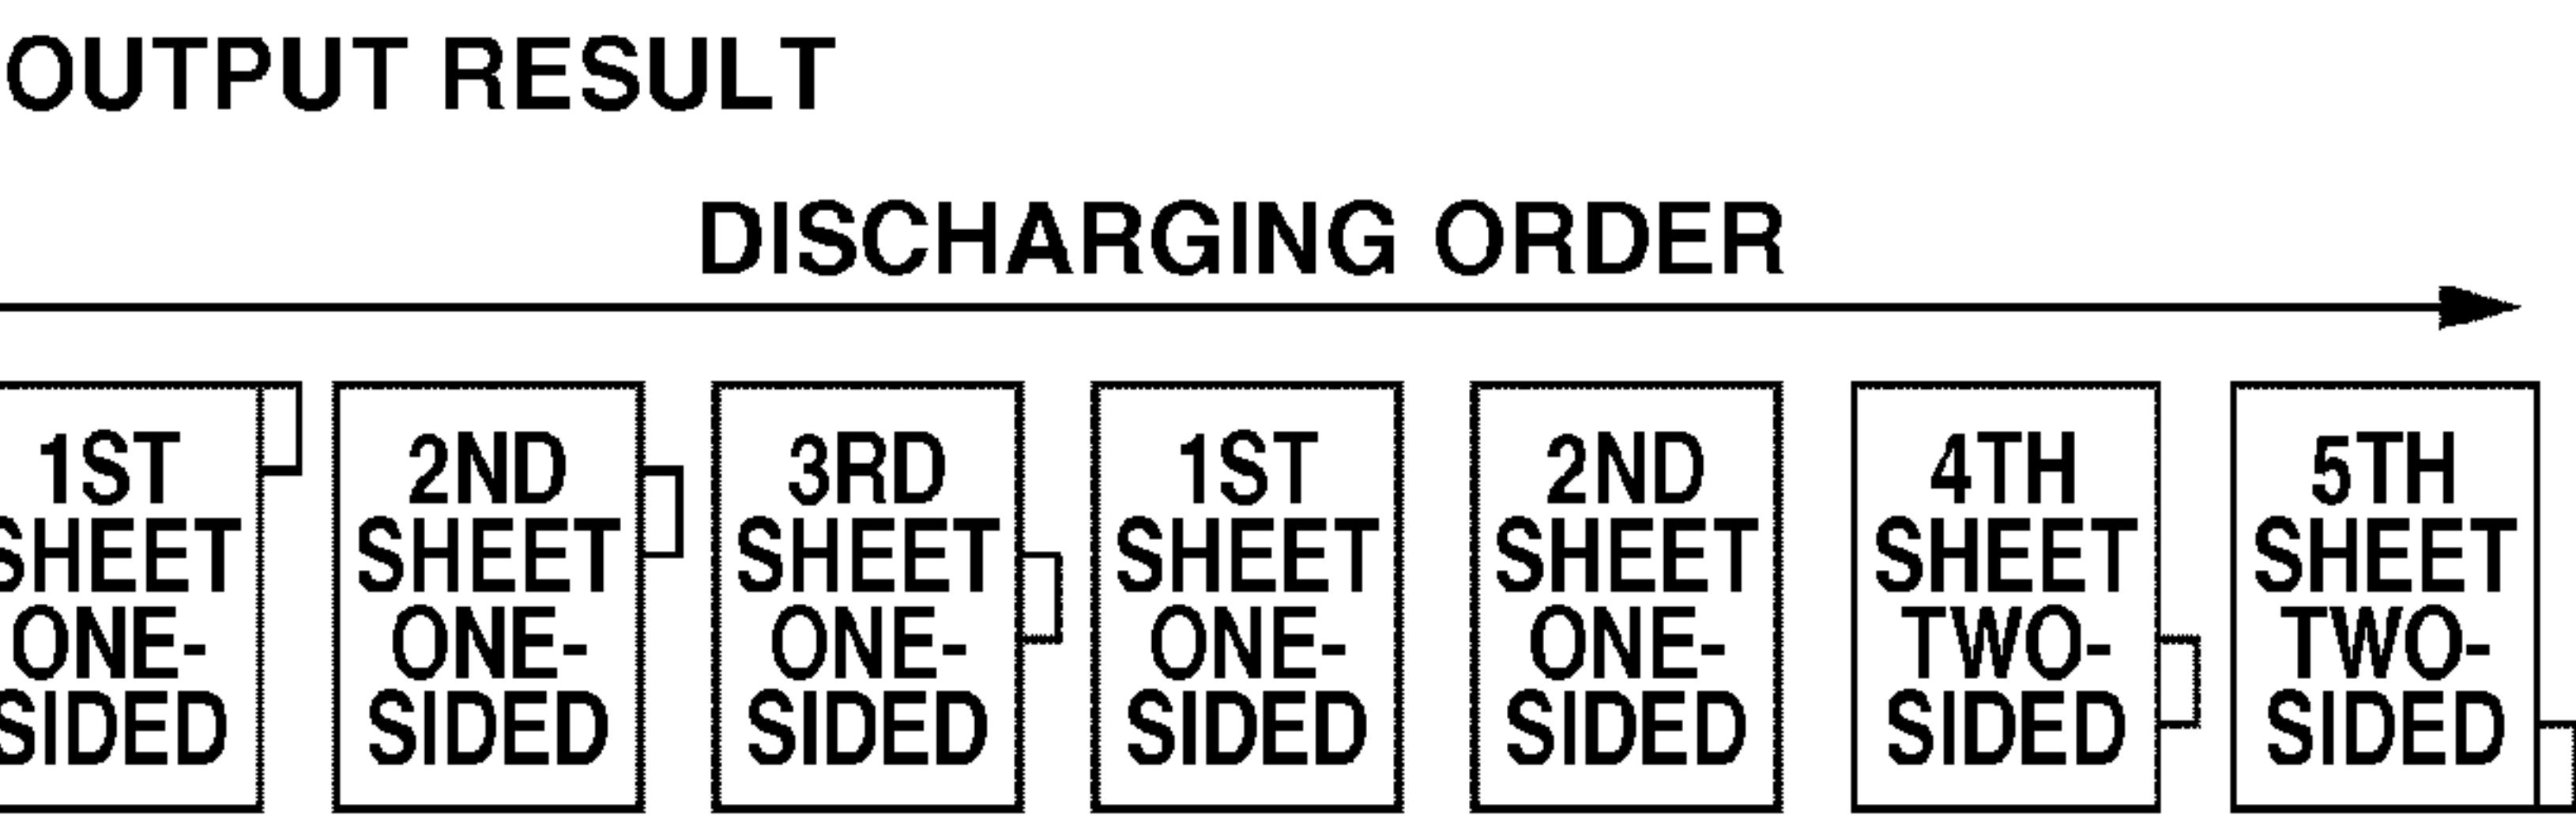 OUTPUT RESULT
DISCHARGING ORDER
1ST
SHEET
ONE-
SIDED
2ND
SHEET
ONE-
SIDED
3RD
SHEET
ONE-
SIDED
1ST
SHEET
ONE-
SIDED
2ND
SHEET
ONE-
SIDED
4TH
SHEET
TWO-
SIDED
5TH
SHEET
TWO-
SIDED